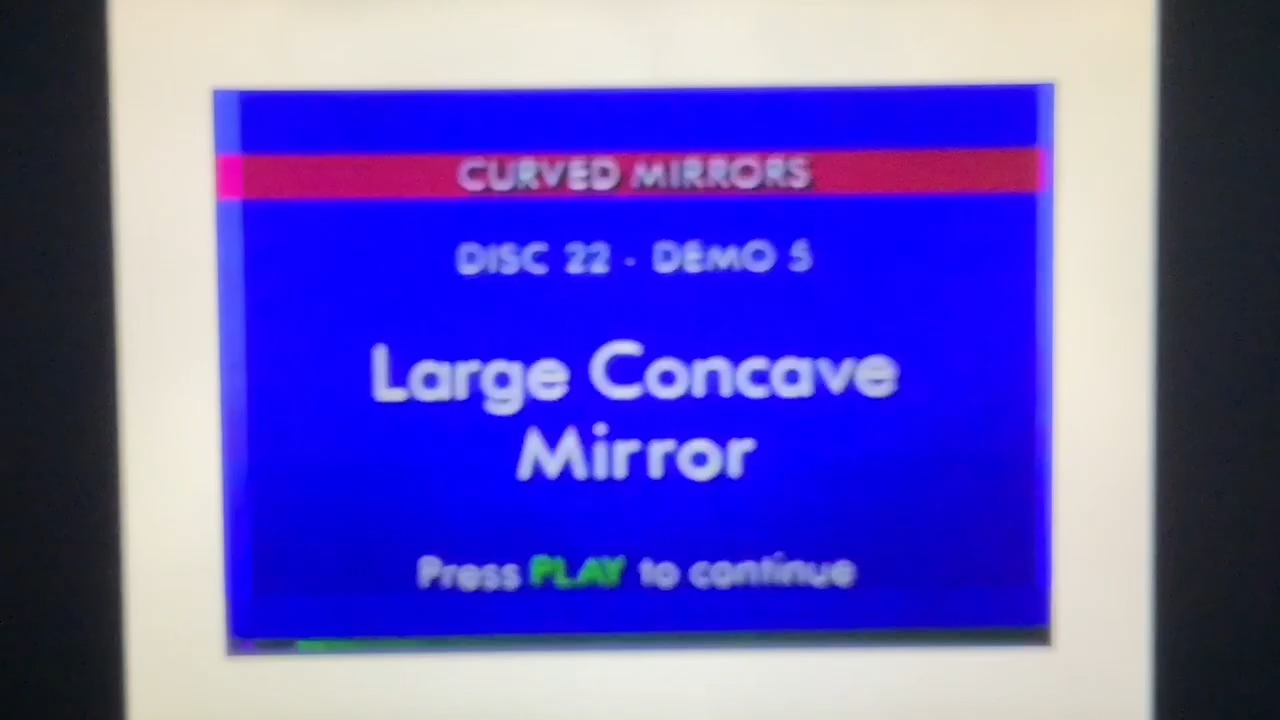 CURVED MIRRORS
DISC 22 - DEMO 5
Large Concave
Mirror
Press PLAY to continue